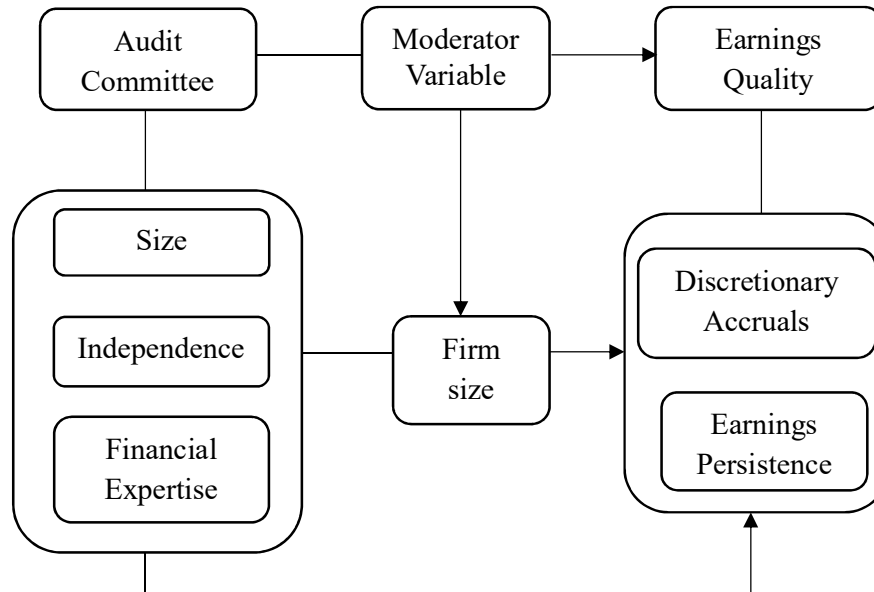 Audit
Committee
Moderator
Variable
Earnings
Quality
Size
Independence
Financial
Expertise
Firm
size
Discretionary
Accruals
Earnings
Persistence